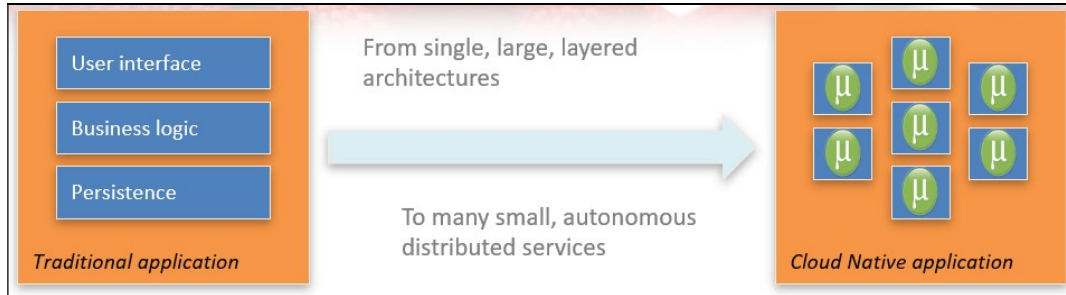 User interface
Business logic
Persistence
Traditional application
From single, large, layered
architectures
To many small, autonomous
distributed services
µ
µ
µ
µ
µ
µ
µ
Cloud Native application